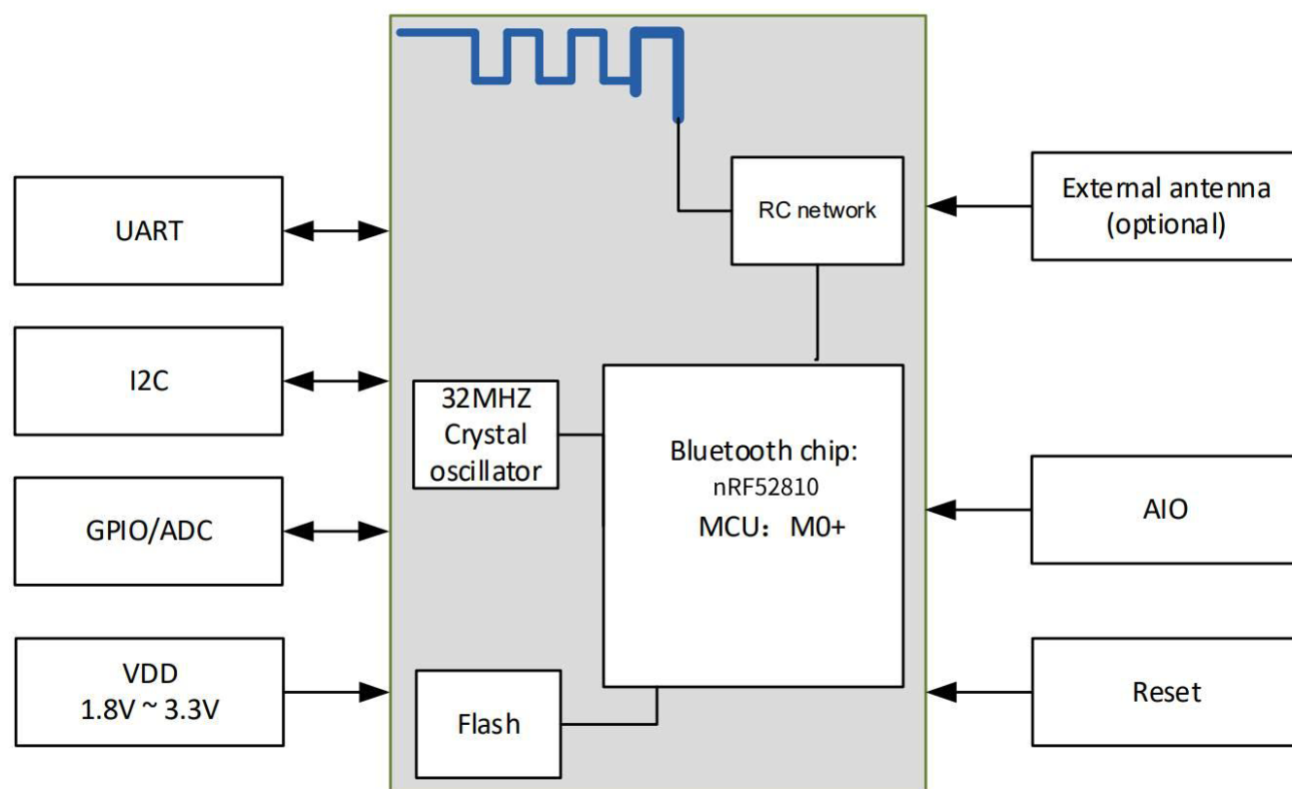 UART
I2C
GPIO/ADC
VDD
1.8V ~ 3.3V
RC network
32MHZ
Crystal
oscillator
Bluetooth chip:
nRF52810
MCU：M0+
Flash
External antenna
(optional)
AIO
Reset